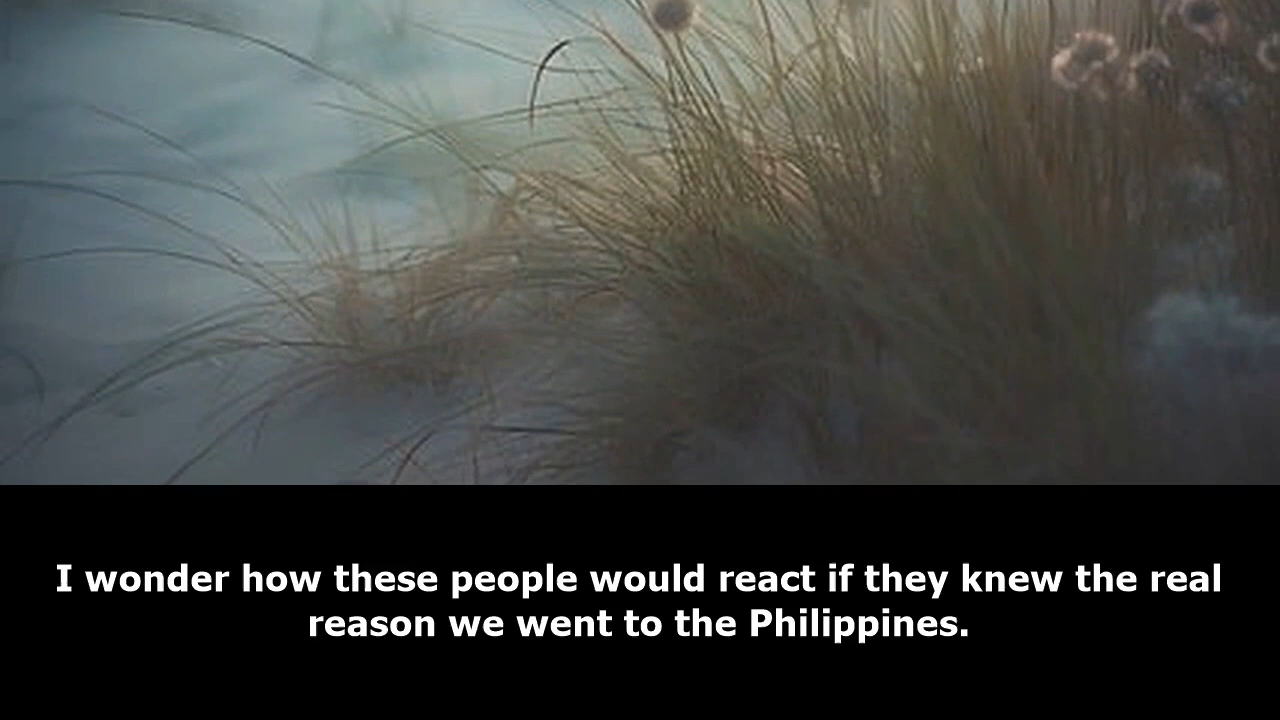 I wonder how these people would react if they knew the real
reason we went to the Philippines.